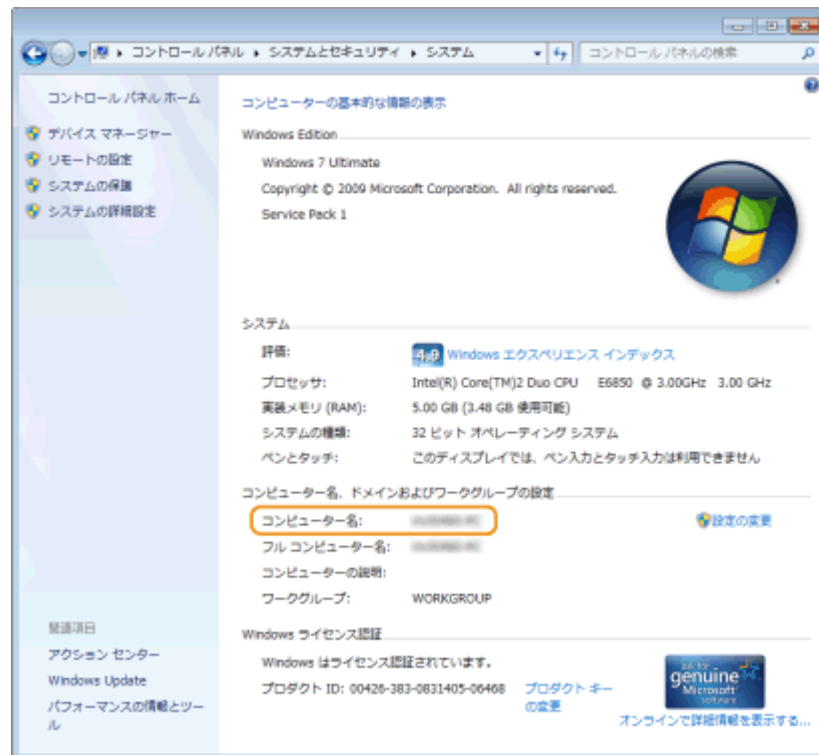 コントロール パネル ▸ システムとセキュリティ ▸ システム
コントロール パネルの検索
コントロール パネル ホーム
デバイス マネージャー
リモートの設定
システムの保護
システムの詳細設定
コンピューターの基本的な情報の表示
Windows Edition
Windows 7 Ultimate
Copyright © 2009 Microsoft Corporation. All rights reserved.
Service Pack 1
システム
評価: 4.9 Windows エクスペリエンス インデックス
プロセッサ: Intel(R) Core(TM)2 Duo CPU E6850 @ 3.00GHz 3.00 GHz
実装メモリ (RAM): 5.00 GB (3.48 GB 使用可能)
システムの種類: 32 ビット オペレーティング システム
ペンとタッチ: このディスプレイでは、ペン入力とタッチ入力は利用できません
コンピューター名、ドメインおよびワークグループの設定
コンピューター名:
設定の変更
フル コンピューター名:
コンピューターの説明:
ワークグループ: WORKGROUP
Windows ライセンス認証
Windows はライセンス認証されています。
プロダクト ID: 00426-383-0831405-06468
プロダクト キー
の変更
ask for
genuine
Microsoft
software
オンラインで詳細情報を表示する...
関連項目
アクション センター
Windows Update
パフォーマンスの情報とツー
ル